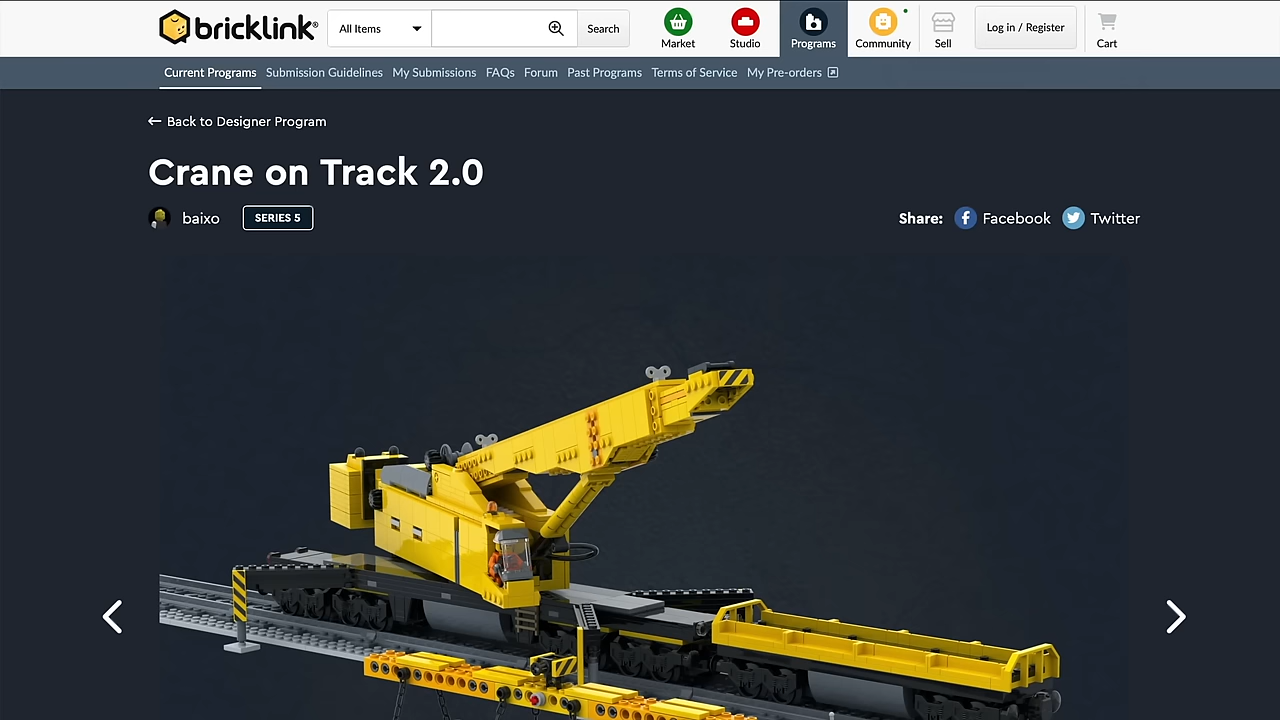 bricklink®
All Items
Search
Market
Studio
Programs
Community
Sell
Log in / Register
Cart
Current Programs
Submission Guidelines
My Submissions
FAQs
Forum
Past Programs
Terms of Service
My Pre-orders
← Back to Designer Program
Crane on Track 2.0
baixo
SERIES 5
Share:
Facebook
Twitter